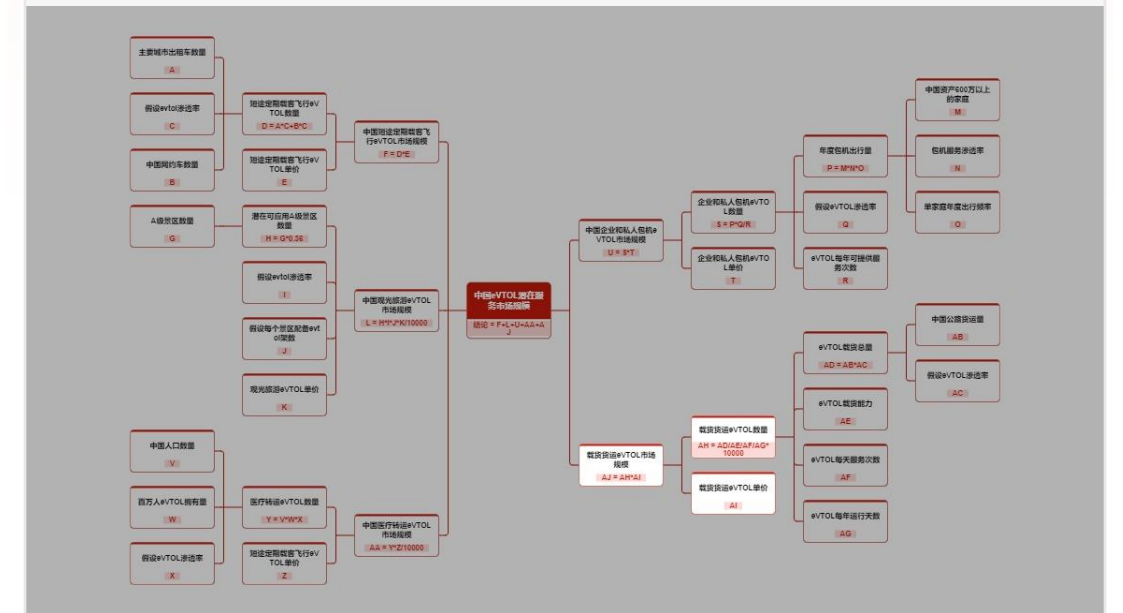 主要城市出租车数量
A
假设evtol渗透率
C
中国网约车数量
B
短途定期载客飞行eV
TOL数量
D = A*C+B*C
短途定期载客飞行eV
TOL单价
E
中国短途定期载客飞
行eVTOL市场规模
F = D*E
A级景区数量
G
潜在可应用A级景区
数量
H = G*0.36
假设evtol渗透率
I
假设每个景区配备evt
ol架数
J
观光旅游eVTOL单价
K
中国观光旅游eVTOL
市场规模
L = H*I*J*K/10000
中国人口数量
V
百万人eVTOL拥有量
W
假设eVTOL渗透率
X
医疗转运eVTOL数量
Y = V*W*X
短途定期载客飞行eV
TOL单价
Z
中国医疗转运eVTOL
市场规模
AA = Y*Z/10000
中国eVTOL潜在服
务市场规模
结论 = F+L+U+AA+A
J
中国企业和私人包机e
VTOL市场规模
U = S*T
企业和私人包机eVTO
L数量
S = P*Q/R
企业和私人包机eVTO
L单价
T
年度包机出行量
P = M*N*O
假设eVTOL渗透率
Q
eVTOL每年可提供服
务次数
R
中国资产600万以上
的家庭
M
包机服务渗透率
N
单家庭年度出行频率
O
载货货运eVTOL市场
规模
AJ = AH*AI
载货货运eVTOL数量
AH = AD/AE/AF/AG*
10000
载货货运eVTOL单价
AI
eVTOL载货总量
AD = AB*AC
eVTOL载货能力
AE
eVTOL每天服务次数
AF
eVTOL每年运行天数
AG
中国公路货运量
AB
假设eVTOL渗透率
AC